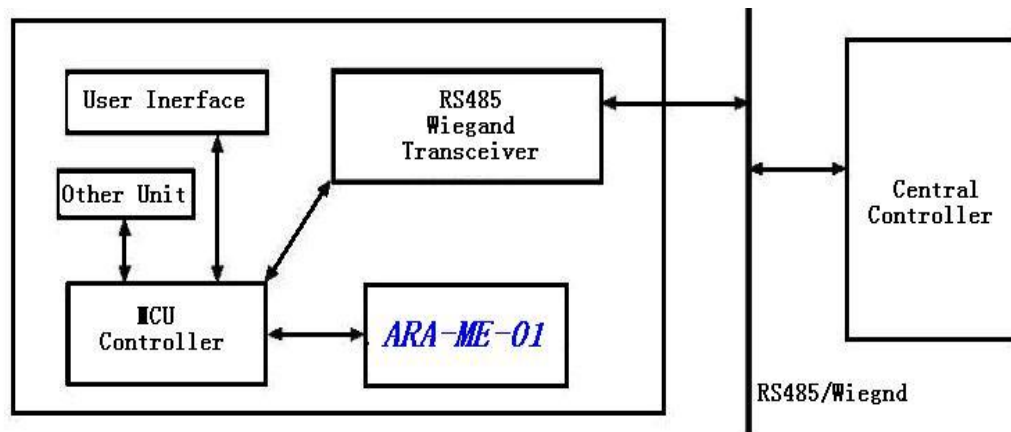 User Inerface
RS485
Wiegand
Transceiver
Other Unit
Central
Controller
MCU
Controller
ARA-ME-01
RS485/Wiegnd